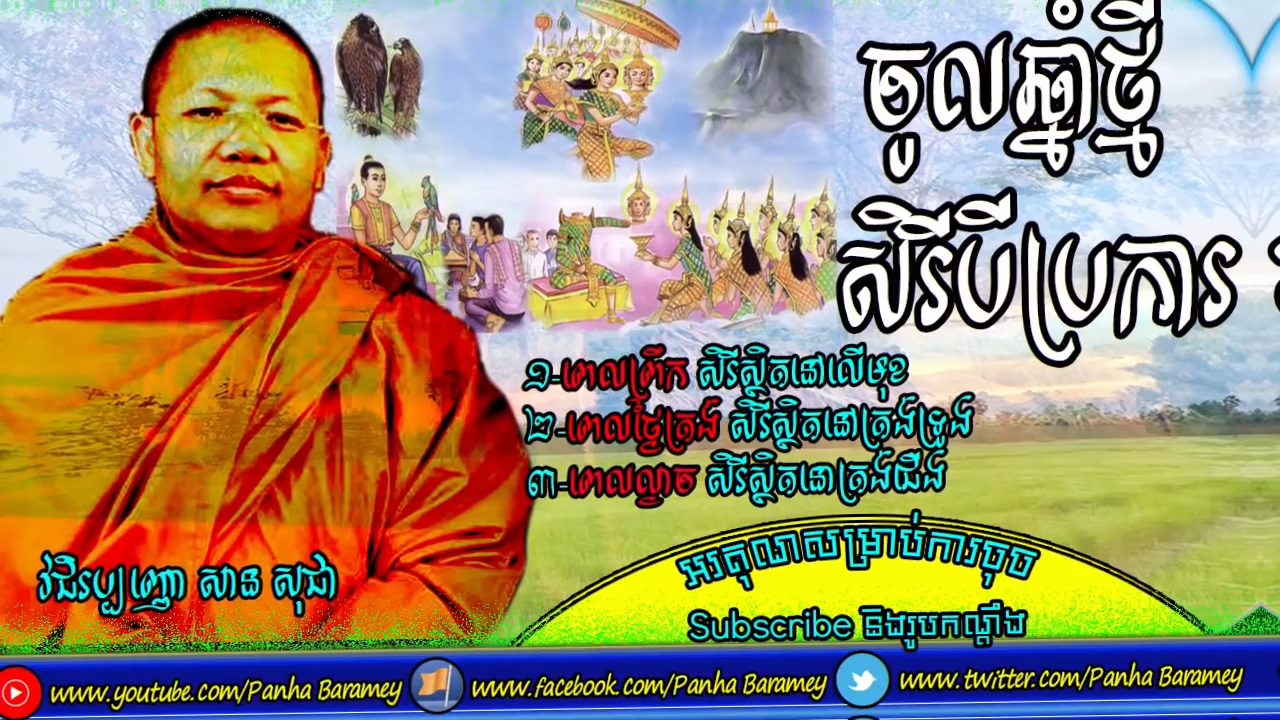 ចូលឆ្នាំថ្មី
សិរីបីប្រការ
១-ពេលព្រឹក សិរីស្ថិតនៅលើមុខ
២-ពេលថ្ងៃត្រង់ សិរីស្ថិតនៅត្រង់ទ្រូង
៣-ពេលល្ងាច សិរីស្ថិតនៅត្រង់ជើង
វជិរប្បញ្ញោ សាន សុជា
អរគុណសម្រាប់ការចុច
Subscribe និងរូបកណ្ដឹង
www.youtube.com/Panha Baramey
www.facebook.com/Panha Baramey
www.twitter.com/Panha Baramey